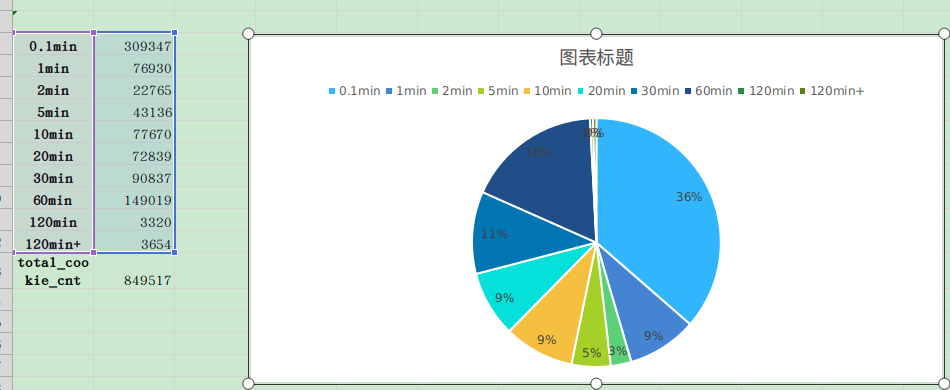 图表标题
0.1min 1min 2min 5min 10min 20min 30min 60min 120min 120min+
0.1min 309347
1min 76930
2min 22765
5min 43136
10min 77670
20min 72839
30min 90837
60min 149019
120min 3320
120min+ 3654
total_coo
kie_cnt 849517
36%
9%
3%
5%
9%
9%
11%
18%